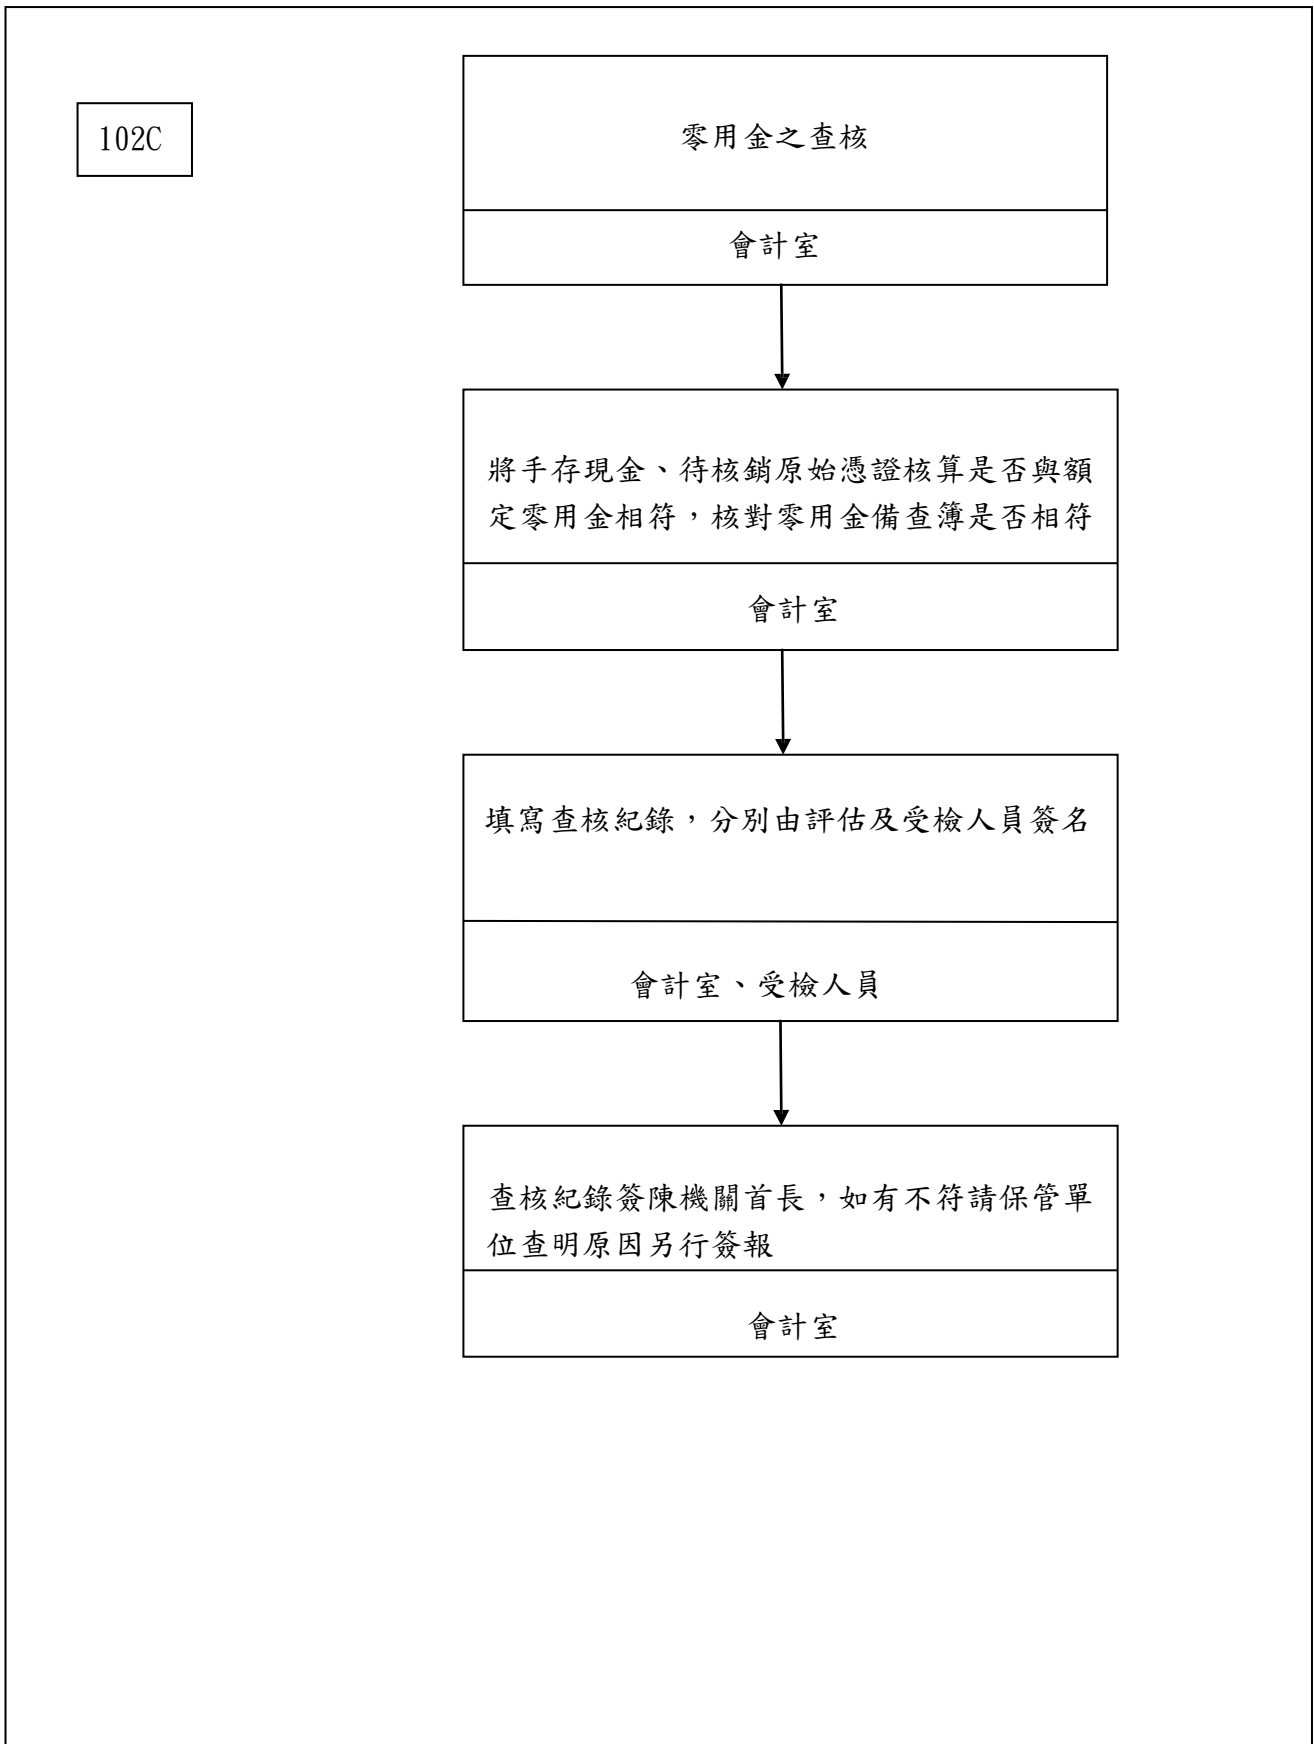 102C
零用金之查核
會計室
將手存現金、待核銷原始憑證核算是否與額
定零用金相符，核對零用金備查簿是否相符
會計室
填寫查核紀錄，分別由評估及受檢人員簽名
會計室、受檢人員
查核紀錄簽陳機關首長，如有不符請保管單
位查明原因另行簽報
會計室